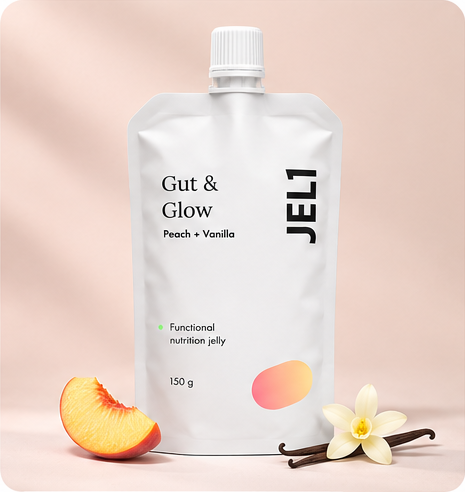 Gut &
Glow
Peach + Vanilla
JEL1
Functional
nutrition jelly
150 g